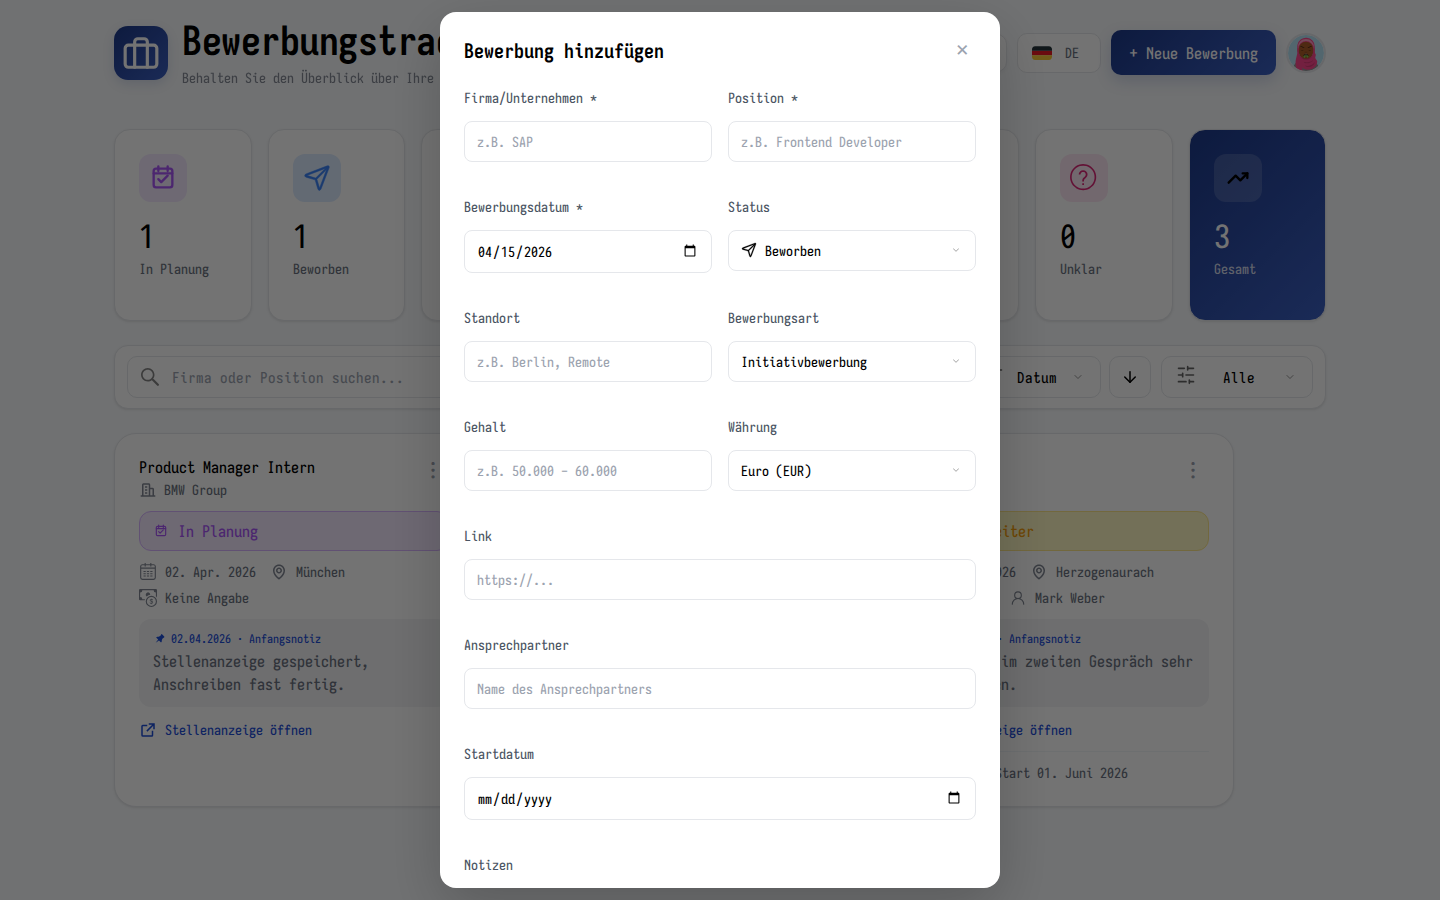 Bewerbung hinzufügen
Firma/Unternehmen *
Position *
z.B. SAP
z.B. Frontend Developer
Bewerbungsdatum *
Status
04/15/2026
Beworben
Standort
Bewerbungsart
z.B. Berlin, Remote
Initiativbewerbung
Gehalt
Währung
z.B. 50.000 - 60.000
Euro (EUR)
Link
https://...
Ansprechpartner
Name des Ansprechpartners
Startdatum
mm/dd/yyyy
Notizen
Behalten Sie den Überblick über Ihre
DE
+ Neue Bewerbung
1
In Planung
1
Beworben
0
Unklar
3
Gesamt
Firma oder Position suchen...
Datum
Alle
Product Manager Intern
BMW Group
In Planung
02. Apr. 2026
München
Keine Angabe
02.04.2026 · Anfangsnotiz
Stellenanzeige gespeichert,
Anschreiben fast fertig.
Stellenanzeige öffnen
Herzogenaurach
Mark Weber
· Anfangsnotiz
im zweiten Gespräch sehr
öffnen
Start 01. Juni 2026